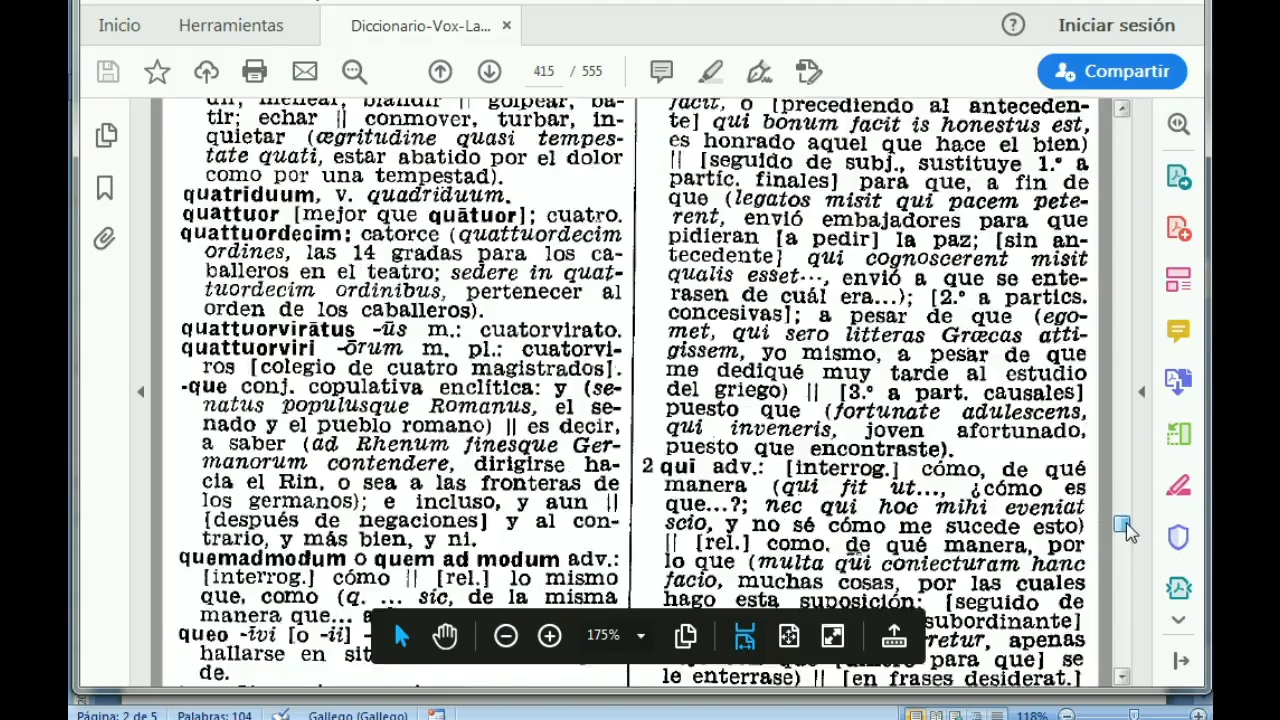 Inicio
Herramientas
Diccionario-Vox-La... ×
?
Iniciar sesión
415 / 555
Compartir
dir, menear, blandir || golpear, ba-
tir; echar || conmover, turbar, in-
quietar (ægritudine quasi tempes-
tate quati, estar abatido por el dolor
como por una tempestad).
quatriduum, v. quadriduum.
quattuor [mejor que quātuor]; cuatro.
quattuordecim: catorce (quattuordecim
ordines, las 14 gradas para los ca-
balleros en el teatro; sedere in quat-
tuordecim ordinibus, pertenecer al
orden de los caballeros).
quattuorvirātus -ūs m.: cuatorvirato.
quattuorviri -ōrum m. pl.: cuatorvi-
ros [colegio de cuatro magistrados].
-que conj. copulativa enclítica: y (se-
natus populusque Romanus, el se-
nado y el pueblo romano) || es decir,
a saber (ad Rhenum finesque Ger-
manorum contendere, dirigirse ha-
cia el Rin, o sea a las fronteras de
los germanos); e incluso, y aun ||
[después de negaciones] y al con-
trario, y más bien, y ni.
quemadmodum o quem ad modum adv.:
[interrog.] cómo || [rel.] lo mismo
que, como (q. ... sic, de la misma
manera que...
queo -ivi [o -ii]
hallarse en
de.
facit, o [precediendo al anteceden-
te] qui bonum facit is honestus est,
es honrado aquel que hace el bien)
|| [seguido de subj., sustituye 1.º a
partic. finales] para que, a fin de
que (legatos misit qui pacem pete-
rent, envió embajadores para que
pidieran [a pedir] la paz; [sin an-
tecedente] qui cognoscerent misit
qualis esset..., envió a que se ente-
rasen de cuál era...); [2.º a partics.
concesivas]; a pesar de que (ego-
met, qui sero litteras Græcas atti-
gissem, yo mismo, a pesar de que
me dediqué muy tarde al estudio
del griego) || [3.º a part. causales]
puesto que (fortunate adulescens,
qui inveneris, joven afortunado,
puesto que encontraste).
2 qui adv.: [interrog.] cómo, de qué
manera (qui fit ut..., ¿cómo es
que...?; nec qui hoc mihi eveniat
scio, y no sé cómo me sucede esto)
|| [rel.] como, de qué manera, por
lo que (multa qui coniecturam hanc
facio, muchas cosas, por las cuales
hago esta suposición; [seguido de
subordinante]
apenas
para que] se
le enterrase) || [en frases desiderat.]
175%
Página: 2 de 5
Palabras: 104
Gallego (Gallego)
118%